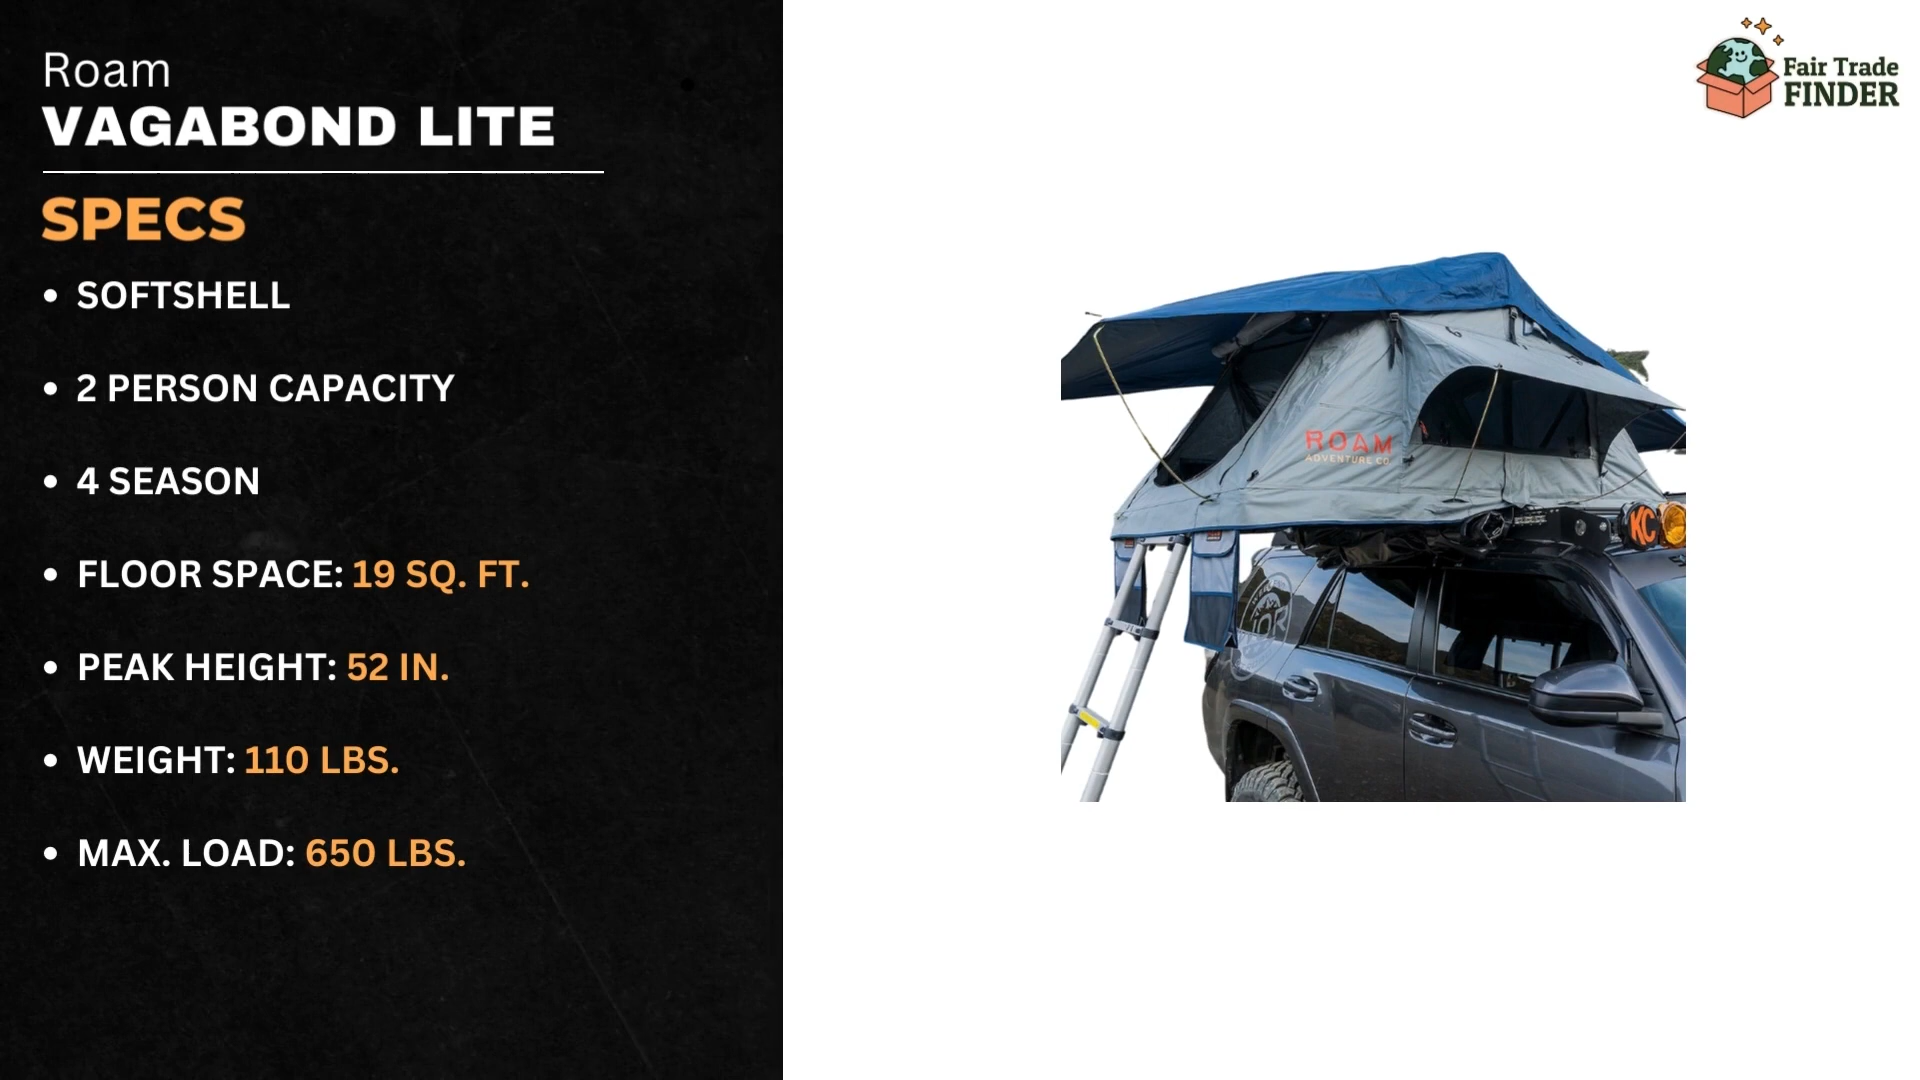 Roam
VAGABOND LITE
SPECS
• SOFTSHELL
• 2 PERSON CAPACITY
• 4 SEASON
• FLOOR SPACE: 19 SQ. FT.
• PEAK HEIGHT: 52 IN.
• WEIGHT: 110 LBS.
• MAX. LOAD: 650 LBS.
Fair Trade
FINDER
ROAM
ADVENTURE CO.
KC